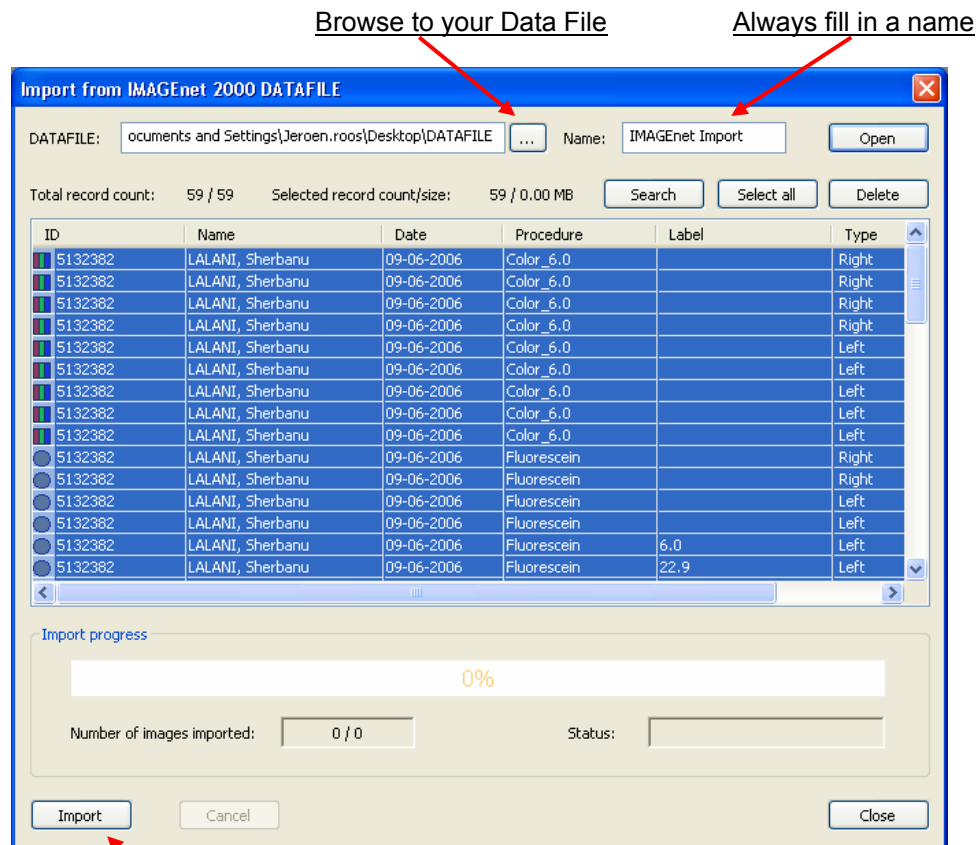 Browse to your Data File Always fill in a name
Import from IMAGEnet 2000 DATAFILE
DATAFILE: ocuments and Settings\Jeroen.roos\Desktop\DATAFILE ... Name: IMAGEnet Import Open
Total record count: 59 / 59 Selected record count/size: 59 / 0.00 MB Search Select all Delete
ID Name Date Procedure Label Type
5132382 LALANI, Sherbanu 09-06-2006 Color_6.0 Right
5132382 LALANI, Sherbanu 09-06-2006 Color_6.0 Right
5132382 LALANI, Sherbanu 09-06-2006 Color_6.0 Right
5132382 LALANI, Sherbanu 09-06-2006 Color_6.0 Right
5132382 LALANI, Sherbanu 09-06-2006 Color_6.0 Left
5132382 LALANI, Sherbanu 09-06-2006 Color_6.0 Left
5132382 LALANI, Sherbanu 09-06-2006 Color_6.0 Left
5132382 LALANI, Sherbanu 09-06-2006 Color_6.0 Left
5132382 LALANI, Sherbanu 09-06-2006 Color_6.0 Left
5132382 LALANI, Sherbanu 09-06-2006 Fluorescein Right
5132382 LALANI, Sherbanu 09-06-2006 Fluorescein Right
5132382 LALANI, Sherbanu 09-06-2006 Fluorescein Left
5132382 LALANI, Sherbanu 09-06-2006 Fluorescein Left
5132382 LALANI, Sherbanu 09-06-2006 Fluorescein 6.0 Left
5132382 LALANI, Sherbanu 09-06-2006 Fluorescein 22.9 Left
Import progress
0%
Number of images imported: 0 / 0 Status:
Import Cancel Close